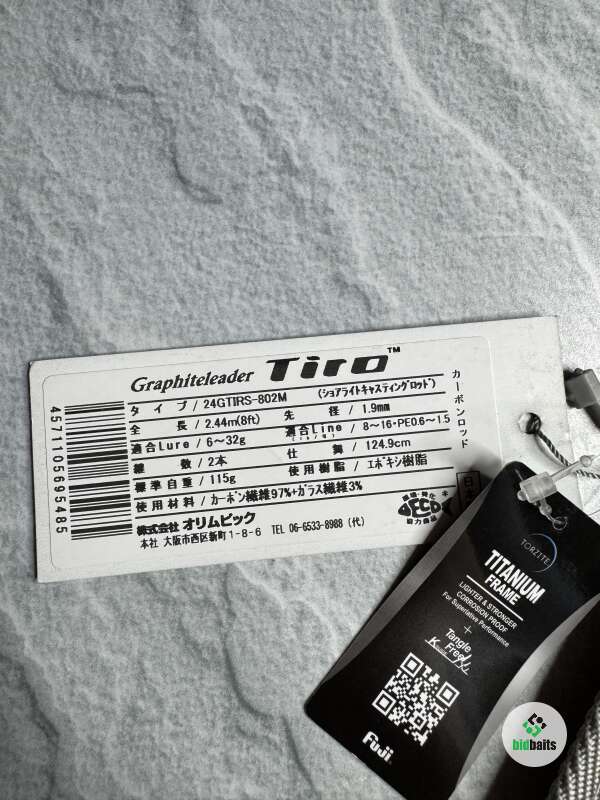 Graphiteleader Tiro™
タイプ / 24GTIRS-802M (ショアライトキャスティングロッド)
全長 / 2.44m(8ft) 先径 / 1.9mm
適合Lure / 6~32g 適合Line / 8~16・PE0.6~1.5
継数 / 2本 仕舞 / 124.9cm
標準自重 / 115g 使用樹脂 / エポキシ樹脂
使用材料 / カーボン繊維97%+ガラス繊維3%
株式会社 オリムピック
本社 大阪市西区新町1-8-6 TEL 06-6533-8988 (代)
カーボンロッド
日本
4571105695485
ECO
協力商品
TORZITE
TITANIUM
FRAME
LIGHTER & STRONGER
CORROSION PROOF
For Superlative Performance
+
Tangle
Free
Fuji
bidbaits